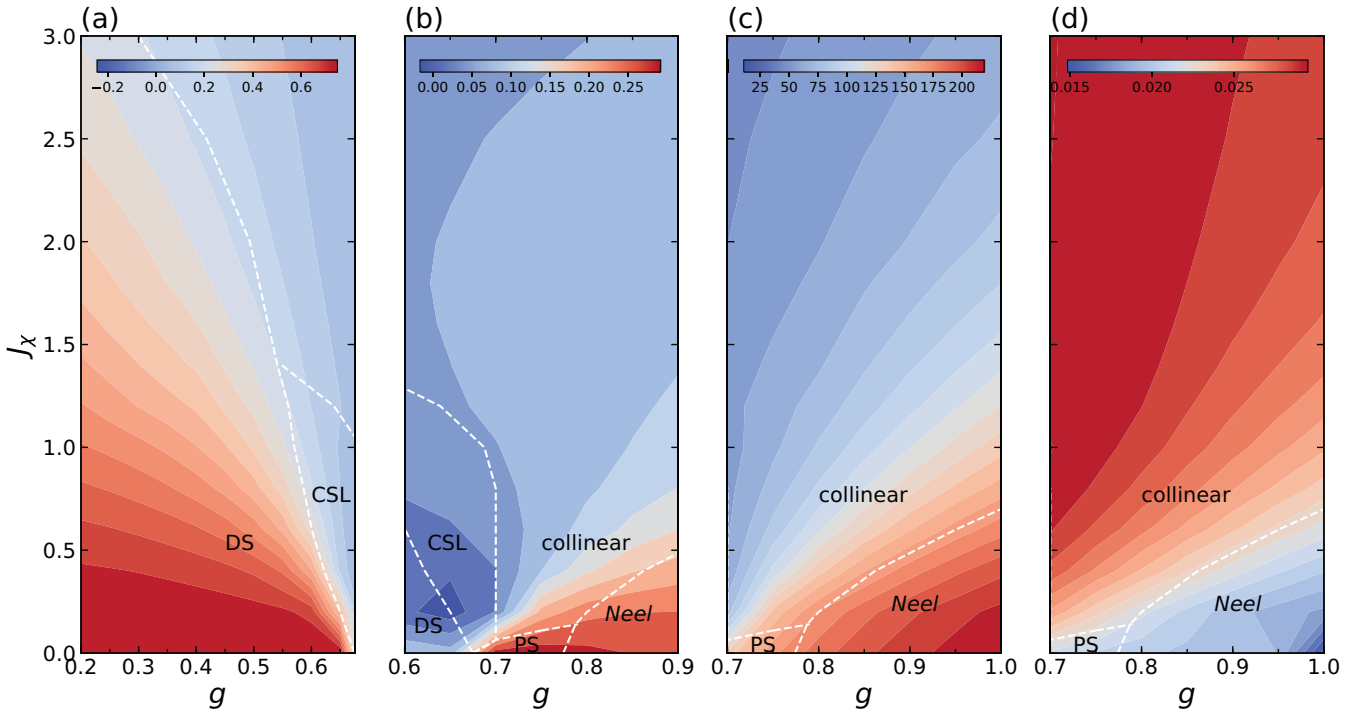 (a)
(b)
(c)
(d)
−0.2 0.0 0.2 0.4 0.6
0.00 0.05 0.10 0.15 0.20 0.25
25 50 75 100 125 150 175 200
0.015 0.020 0.025
3.0
2.5
2.0
1.5
1.0
0.5
0.0
Jχ
DS
CSL
CSL
DS
collinear
Neel
PS
collinear
Neel
PS
collinear
Neel
PS
0.2 0.3 0.4 0.5 0.6
0.6 0.7 0.8 0.9
0.7 0.8 0.9 1.0
0.7 0.8 0.9 1.0
g
g
g
g